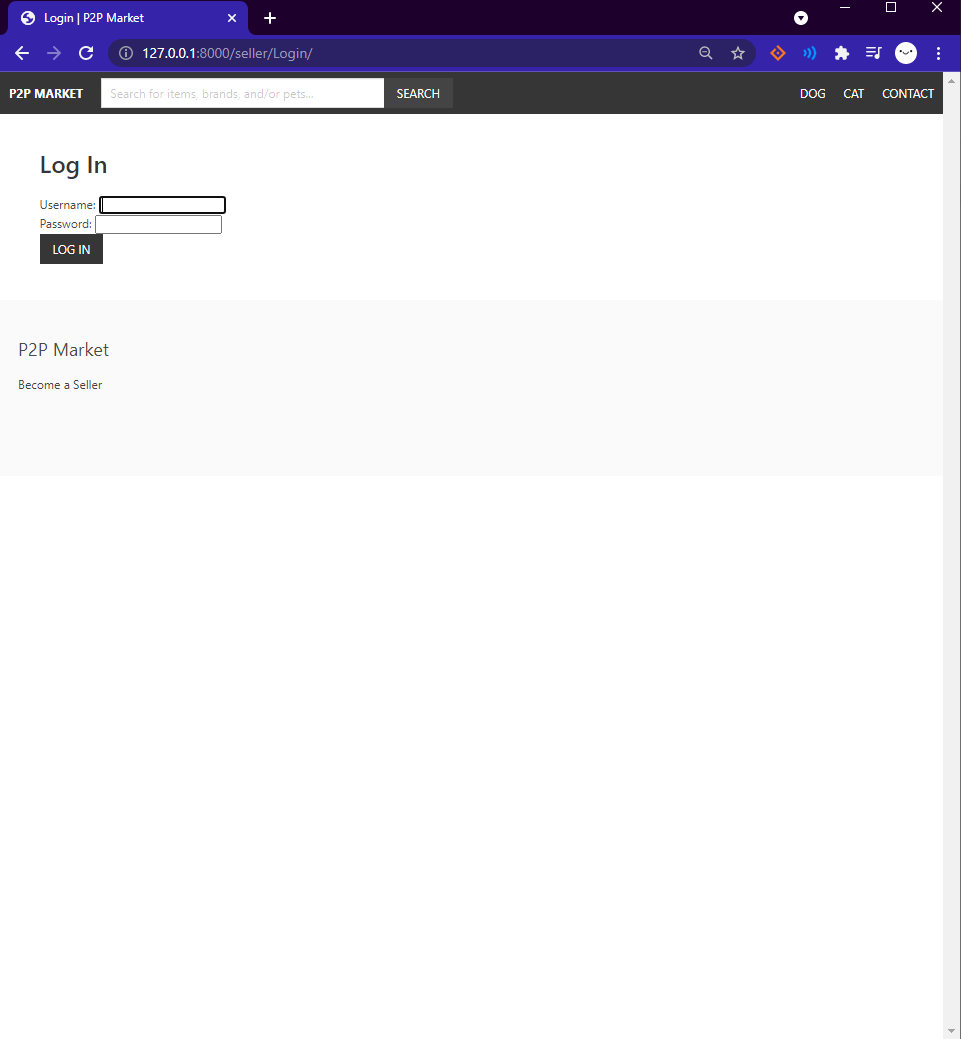 Login | P2P Market
127.0.0.1:8000/seller/Login/
P2P MARKET Search for items, brands, and/or pets... SEARCH DOG CAT CONTACT
Log In
Username:
Password:
LOG IN
P2P Market
Become a Seller